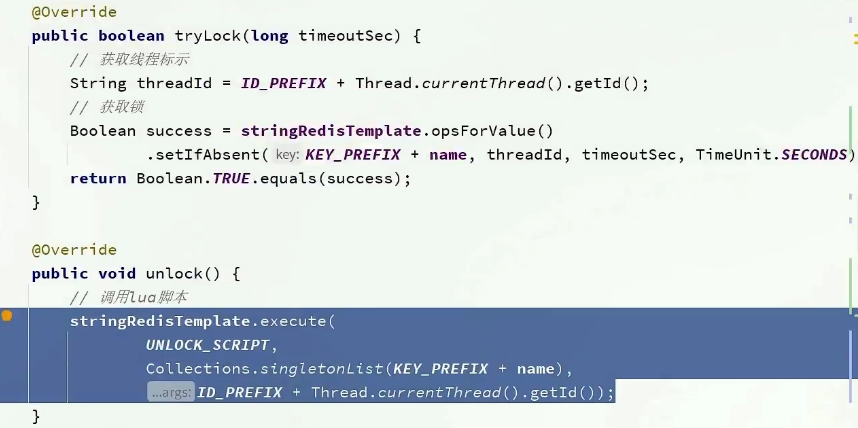 @Override
public boolean tryLock(long timeoutSec) {
// 获取线程标示
String threadId = ID_PREFIX + Thread.currentThread().getId();
// 获取锁
Boolean success = stringRedisTemplate.opsForValue()
.setIfAbsent( key: KEY_PREFIX + name, threadId, timeoutSec, TimeUnit.SECONDS)
return Boolean.TRUE.equals(success);
}
@Override
public void unlock() {
// 调用lua脚本
stringRedisTemplate.execute(
UNLOCK_SCRIPT,
Collections.singletonList(KEY_PREFIX + name),
...args: ID_PREFIX + Thread.currentThread().getId());
}